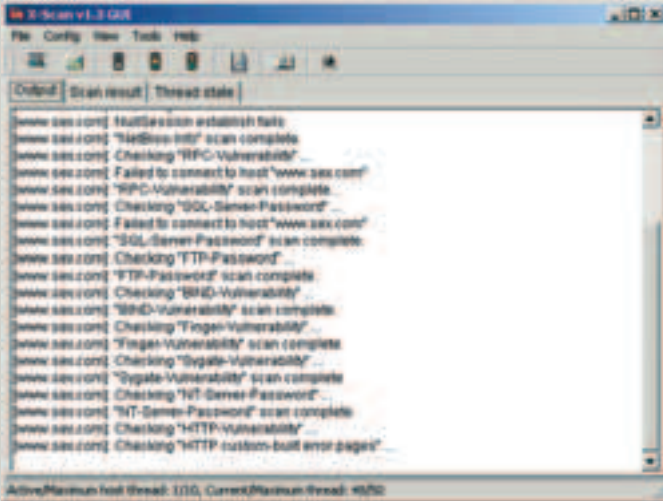 X-Scan v1.3 GUI
File Config View Tools Help
Output Scan result Thread state
[www.sex.com]: NullSession establish fails
[www.sex.com]: "NetBios-Info" scan complete
[www.sex.com]: Checking "RPC-Vulnerability" ...
[www.sex.com]: Failed to connect to host "www.sex.com"
[www.sex.com]: "RPC-Vulnerability" scan complete
[www.sex.com]: Checking "SQL-Server-Password" ...
[www.sex.com]: Failed to connect to host "www.sex.com"
[www.sex.com]: "SQL-Server-Password" scan complete
[www.sex.com]: Checking "FTP-Password" ...
[www.sex.com]: "FTP-Password" scan complete
[www.sex.com]: Checking "BIND-Vulnerability" ...
[www.sex.com]: "BIND-Vulnerability" scan complete
[www.sex.com]: Checking "Finger-Vulnerability" ...
[www.sex.com]: "Finger-Vulnerability" scan complete
[www.sex.com]: Checking "Sygate-Vulnerability" ...
[www.sex.com]: "Sygate-Vulnerability" scan complete
[www.sex.com]: Checking "NT-Server-Password" ...
[www.sex.com]: "NT-Server-Password" scan complete
[www.sex.com]: Checking "HTTP-Vulnerability" ...
[www.sex.com]: Checking "HTTP custom-built error pages" ...
Active/Maximum host thread: 1/10, Current/Maximum thread: 49/50